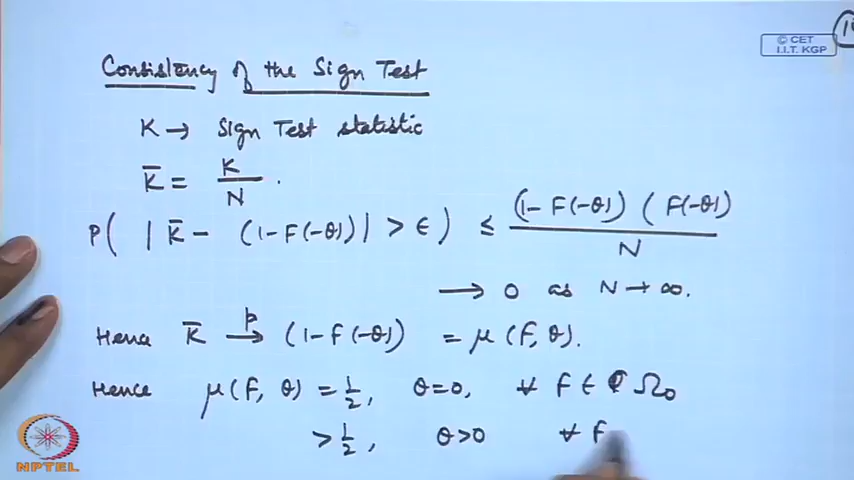 © CET
I.I.T. KGP
Consistency of the Sign Test
K → Sign Test statistic
K̄ = K/N .
P( | K̄ - (1-F(-θ)) | > ϵ ) ≤ (1-F(-θ)) (F(-θ)) / N
→ 0 as N → ∞.
Hence K̄ →p (1-F(-θ)) = μ(F, θ).
Hence μ(F, θ) = 1/2, θ=0, ∀ F ∈ Ω₀
> 1/2, θ>0 ∀ F
NPTEL